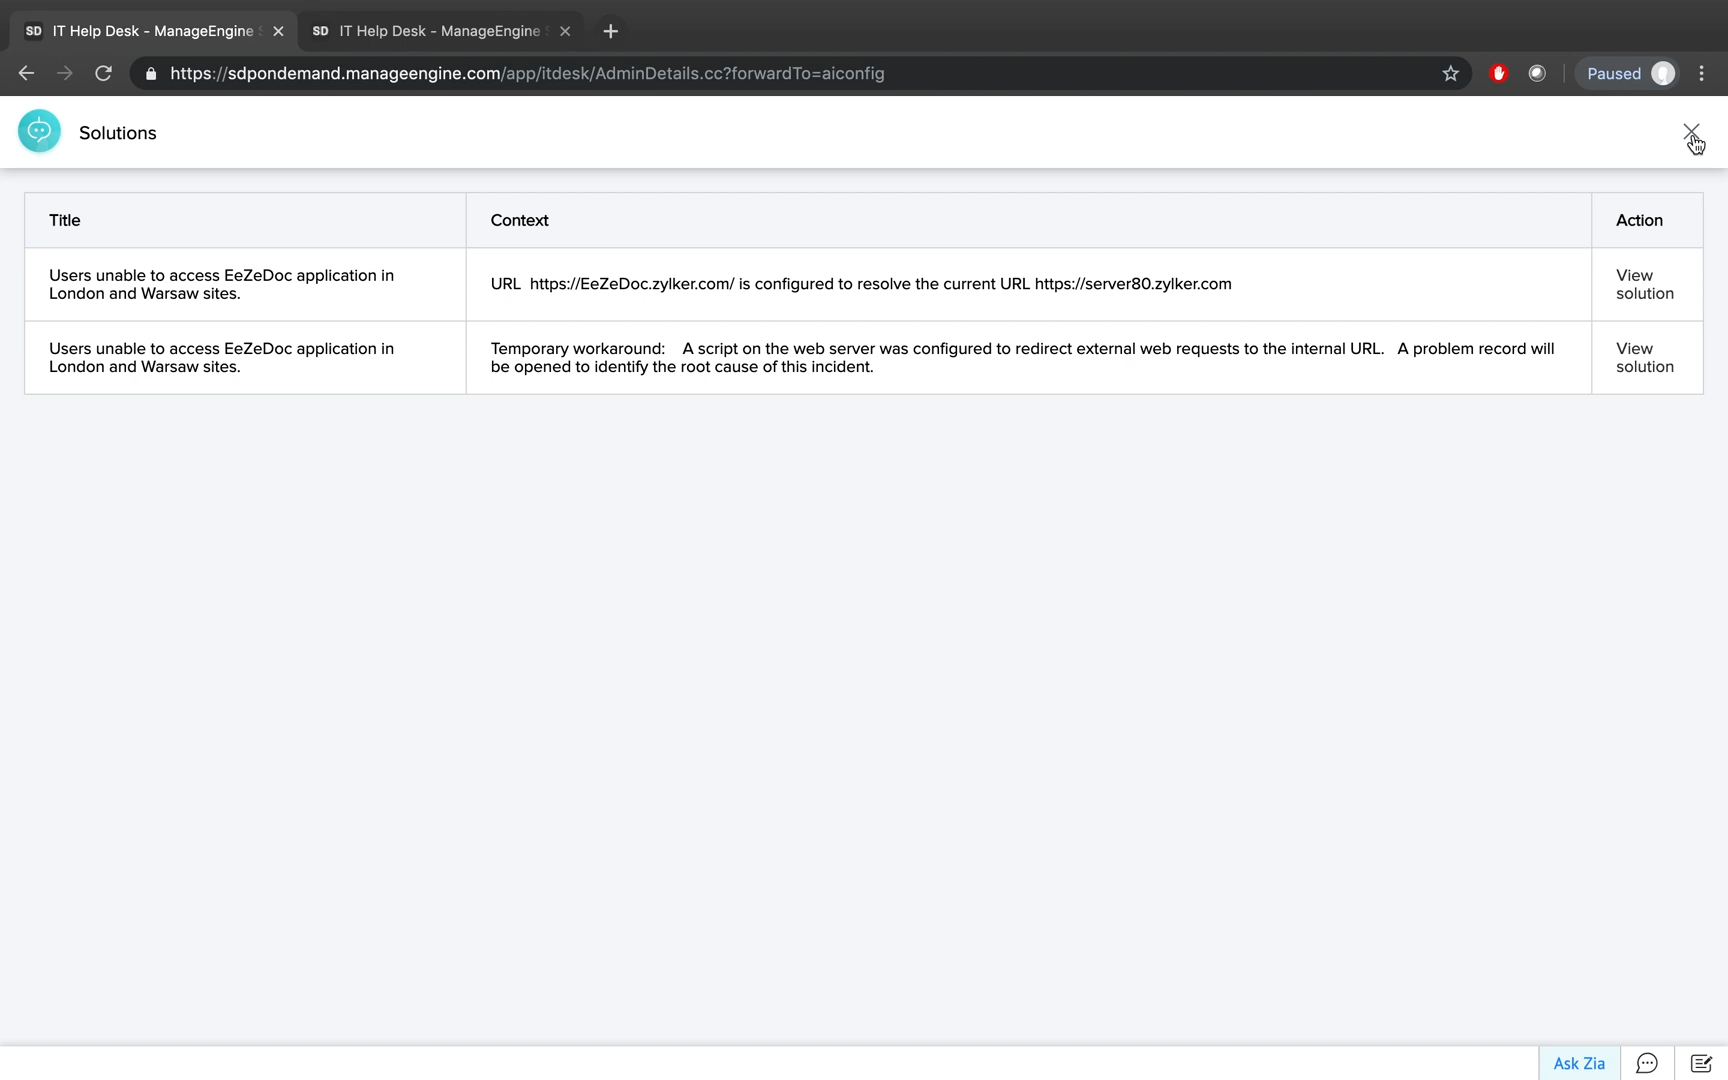 SD IT Help Desk - ManageEngine
SD IT Help Desk - ManageEngine
https://sdpondemand.manageengine.com/app/itdesk/AdminDetails.cc?forwardTo=aiconfig
Paused
Solutions
Title
Context
Action
Users unable to access EeZeDoc application in
London and Warsaw sites.
URL https://EeZeDoc.zylker.com/ is configured to resolve the current URL https://server80.zylker.com
View
solution
Users unable to access EeZeDoc application in
London and Warsaw sites.
Temporary workaround: A script on the web server was configured to redirect external web requests to the internal URL. A problem record will
be opened to identify the root cause of this incident.
View
solution
Ask Zia